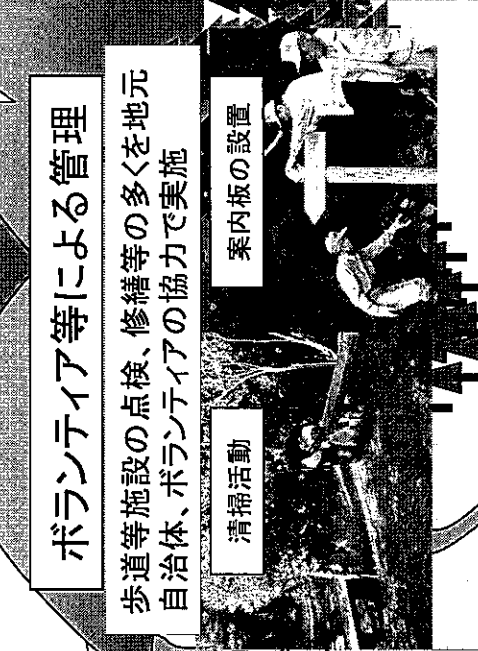 ボランティア等による管理
歩道等施設の点検、修繕等の多くを地元
自治体、ボランティアの協力で実施
清掃活動
案内板の設置